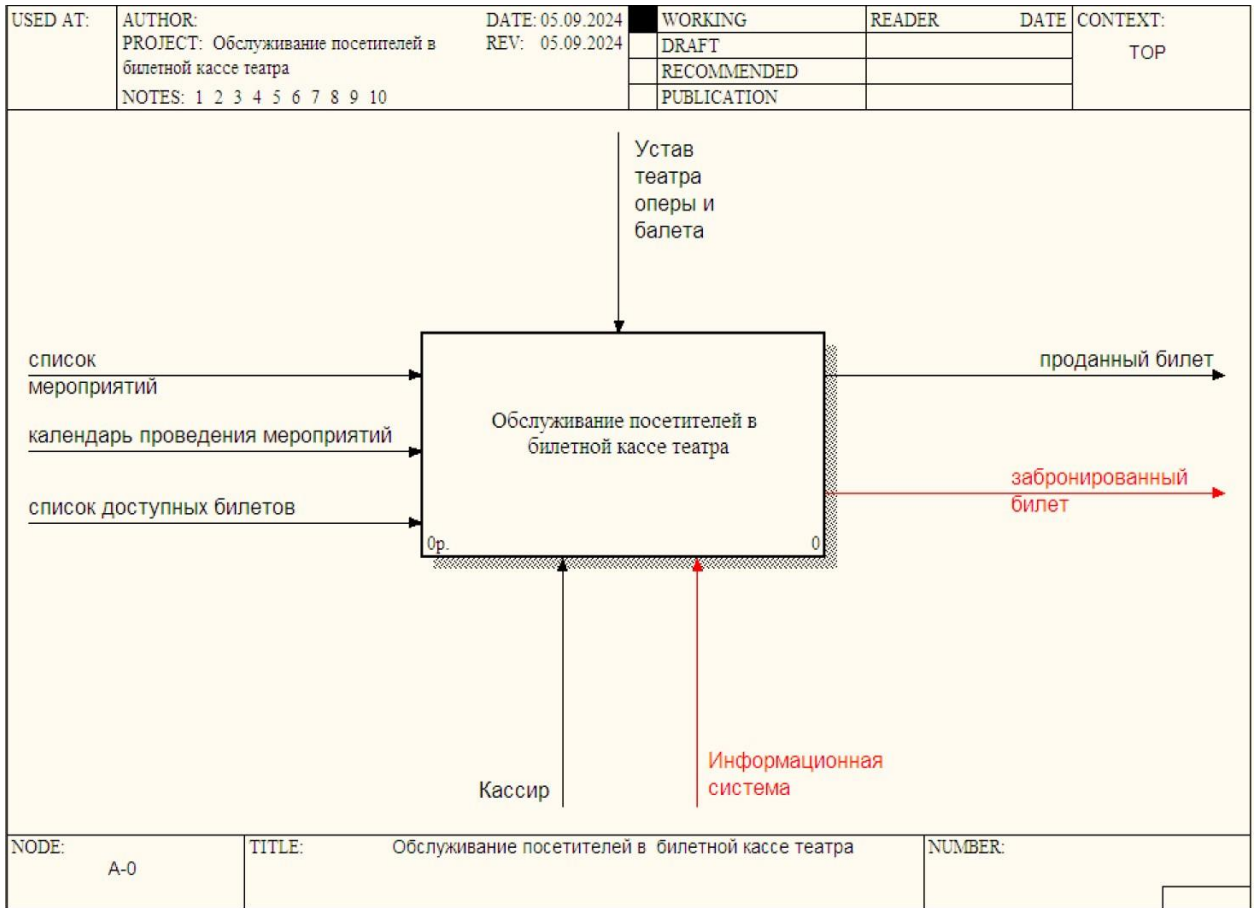 USED AT:
AUTHOR:
DATE: 05.09.2024
PROJECT: Обслуживание посетителей в
билетной кассе театра
REV: 05.09.2024
NOTES: 1 2 3 4 5 6 7 8 9 10
WORKING
DRAFT
RECOMMENDED
PUBLICATION
READER
DATE
CONTEXT:
TOP
Устав
театра
оперы и
балета
список
мероприятий
календарь проведения мероприятий
список доступных билетов
Обслуживание посетителей в
билетной кассе театра
0р.
0
проданный билет
забронированный
билет
Кассир
Информационная
система
NODE:
A-0
TITLE:
Обслуживание посетителей в билетной кассе театра
NUMBER: